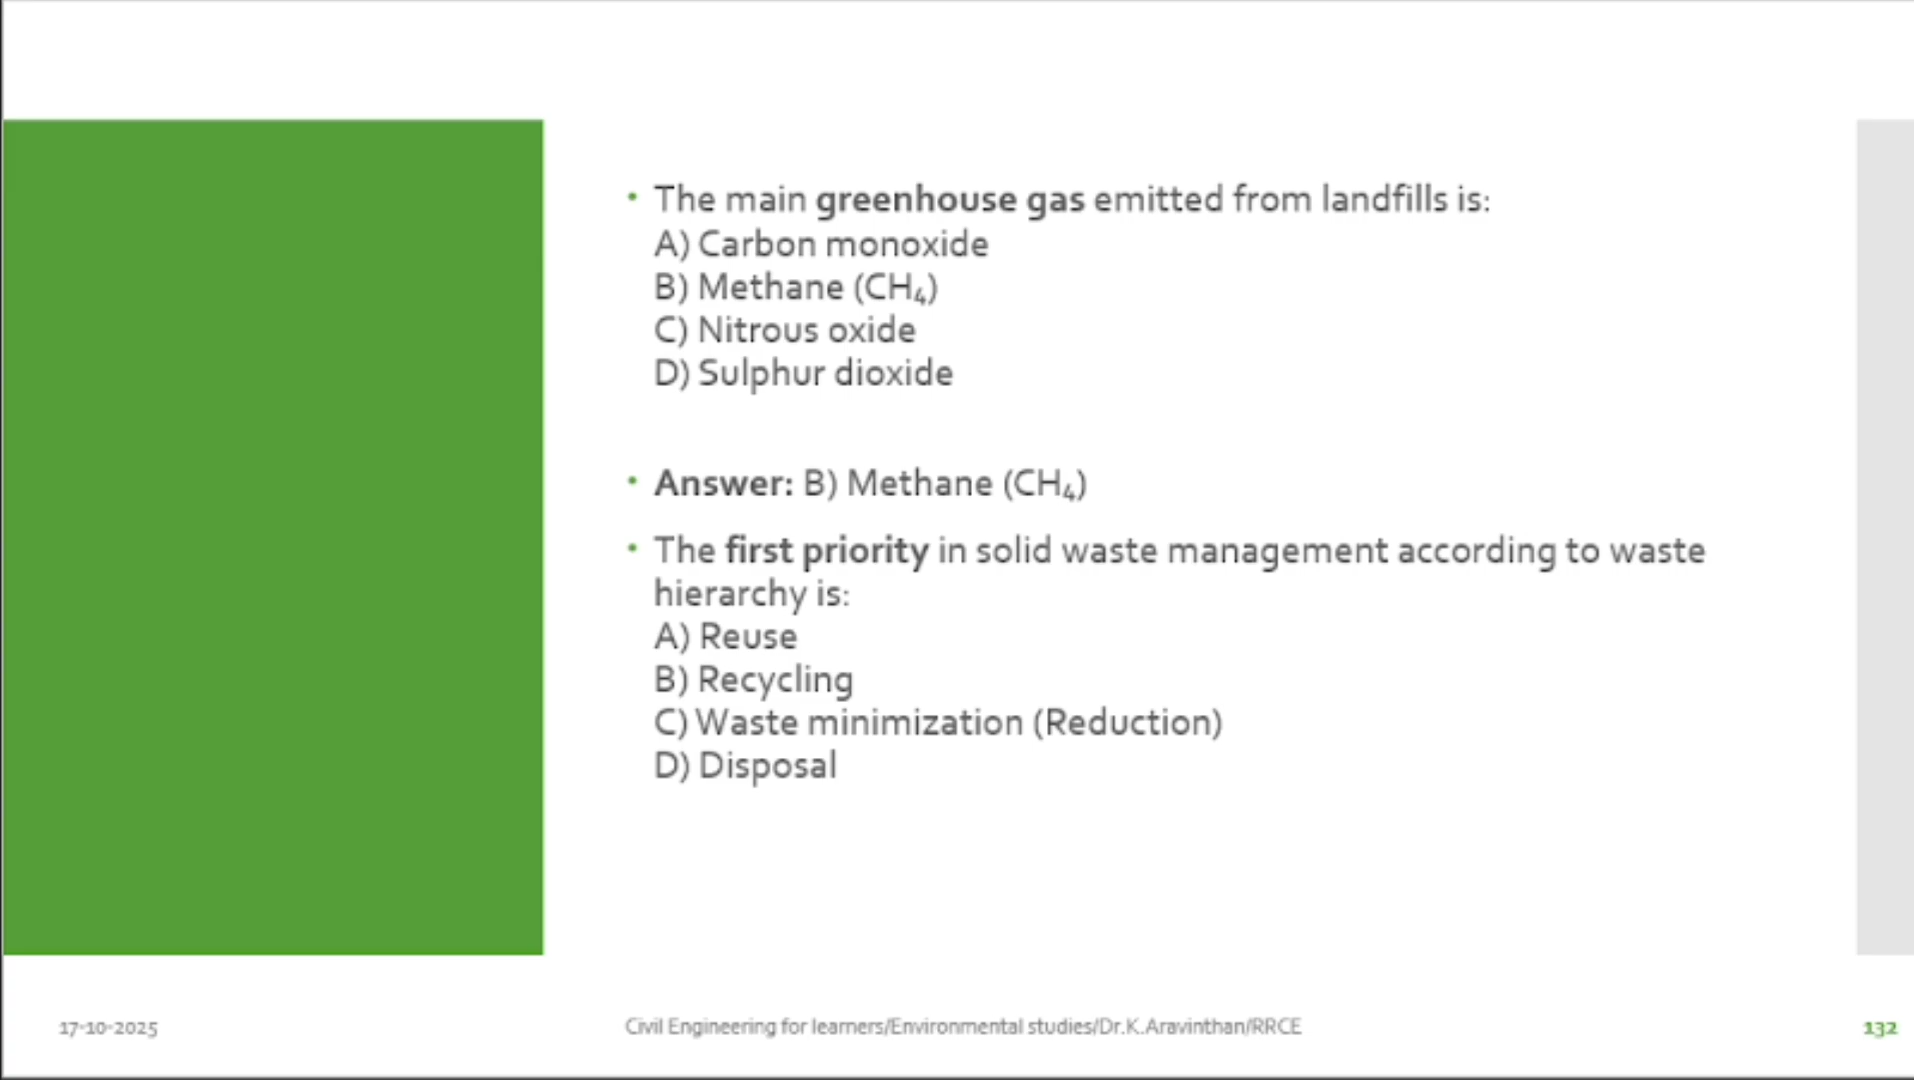 • The main greenhouse gas emitted from landfills is:
A) Carbon monoxide
B) Methane (CH₄)
C) Nitrous oxide
D) Sulphur dioxide
• Answer: B) Methane (CH₄)
• The first priority in solid waste management according to waste
hierarchy is:
A) Reuse
B) Recycling
C) Waste minimization (Reduction)
D) Disposal
17-10-2025
Civil Engineering for learners/Environmental studies/Dr.K.Aravinthan/RRCE
132